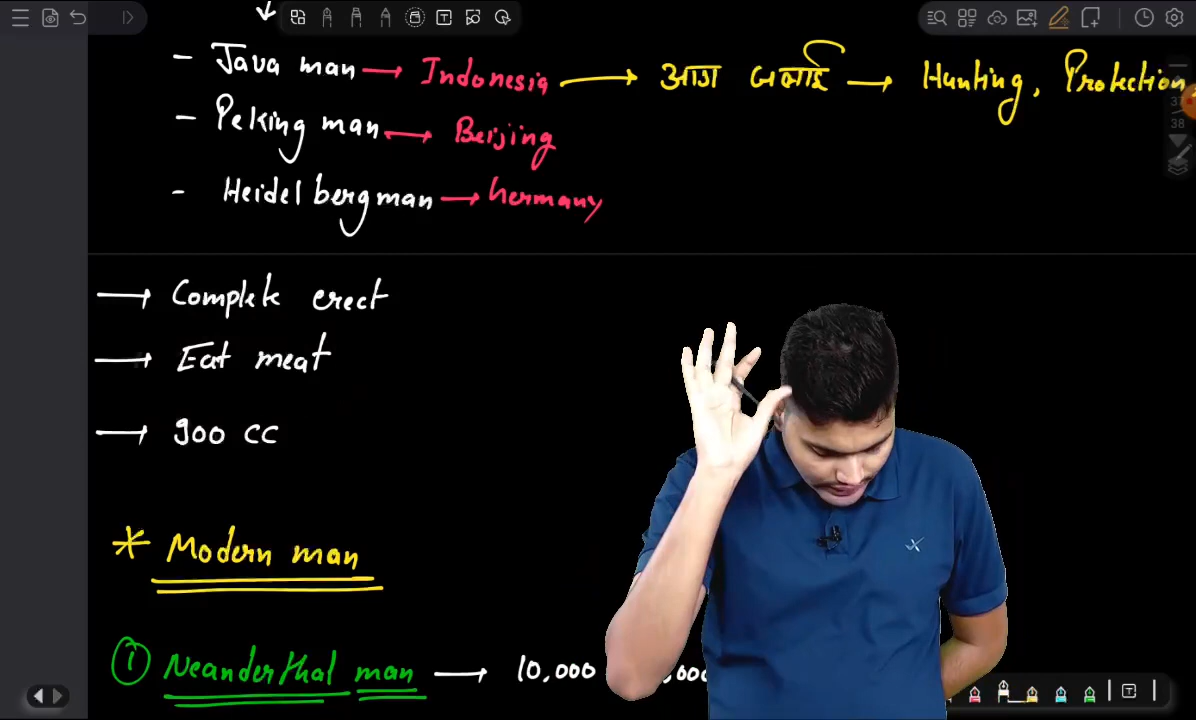 - Java man → Indonesia → आग जलाई → Hunting, Protection,
- Peking man → Beijing
- Heidelbergman → Germany
→ Complete erect
→ Eat meat
→ 900 CC
* Modern man
① Neanderthal man → 10,000